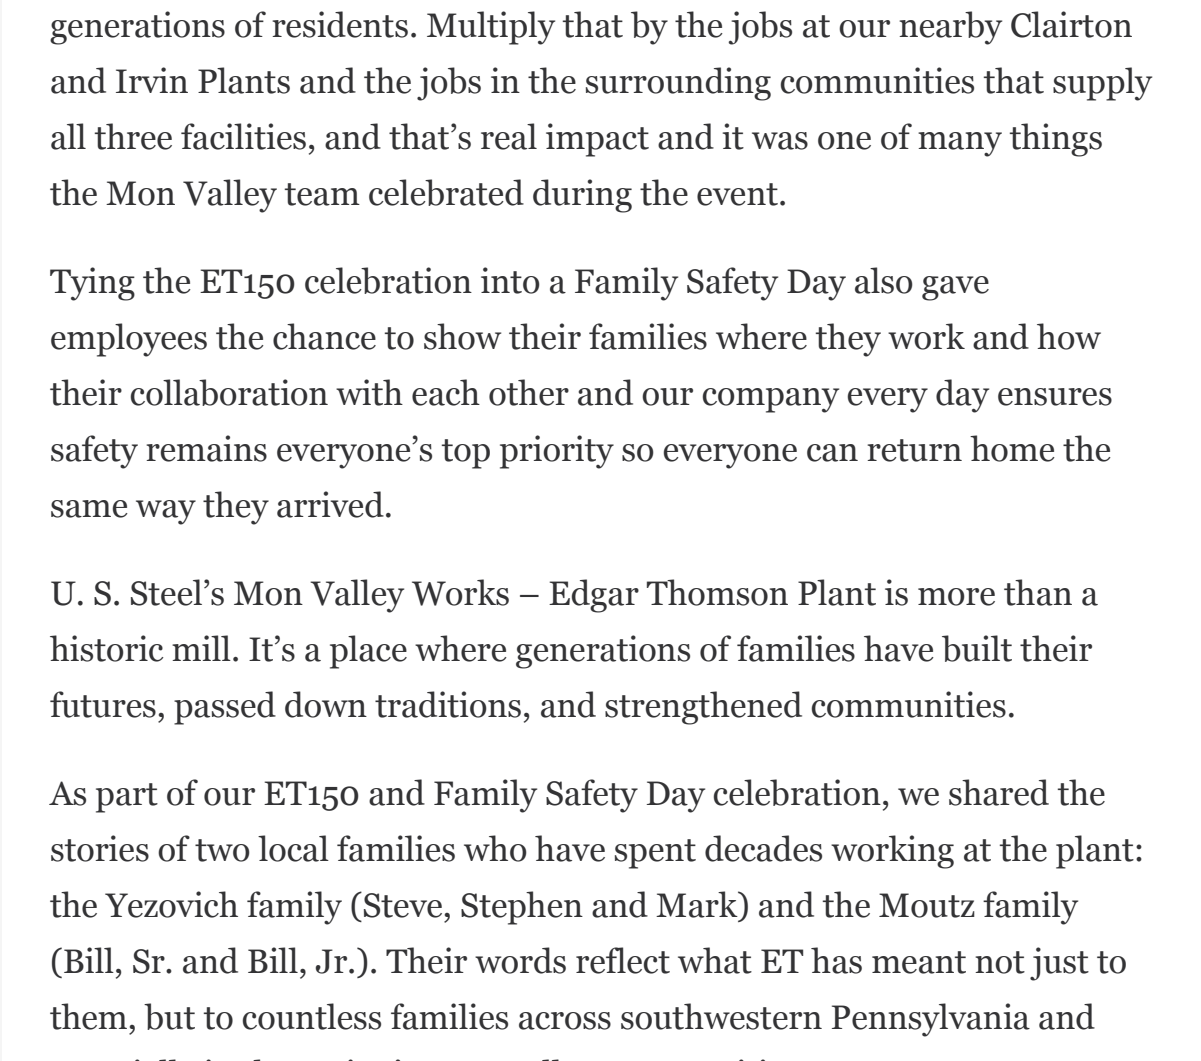 generations of residents. Multiply that by the jobs at our nearby Clairton
and Irvin Plants and the jobs in the surrounding communities that supply
all three facilities, and that’s real impact and it was one of many things
the Mon Valley team celebrated during the event.
Tying the ET150 celebration into a Family Safety Day also gave
employees the chance to show their families where they work and how
their collaboration with each other and our company every day ensures
safety remains everyone’s top priority so everyone can return home the
same way they arrived.
U. S. Steel’s Mon Valley Works – Edgar Thomson Plant is more than a
historic mill. It’s a place where generations of families have built their
futures, passed down traditions, and strengthened communities.
As part of our ET150 and Family Safety Day celebration, we shared the
stories of two local families who have spent decades working at the plant:
the Yezovich family (Steve, Stephen and Mark) and the Moutz family
(Bill, Sr. and Bill, Jr.). Their words reflect what ET has meant not just to
them, but to countless families across southwestern Pennsylvania and